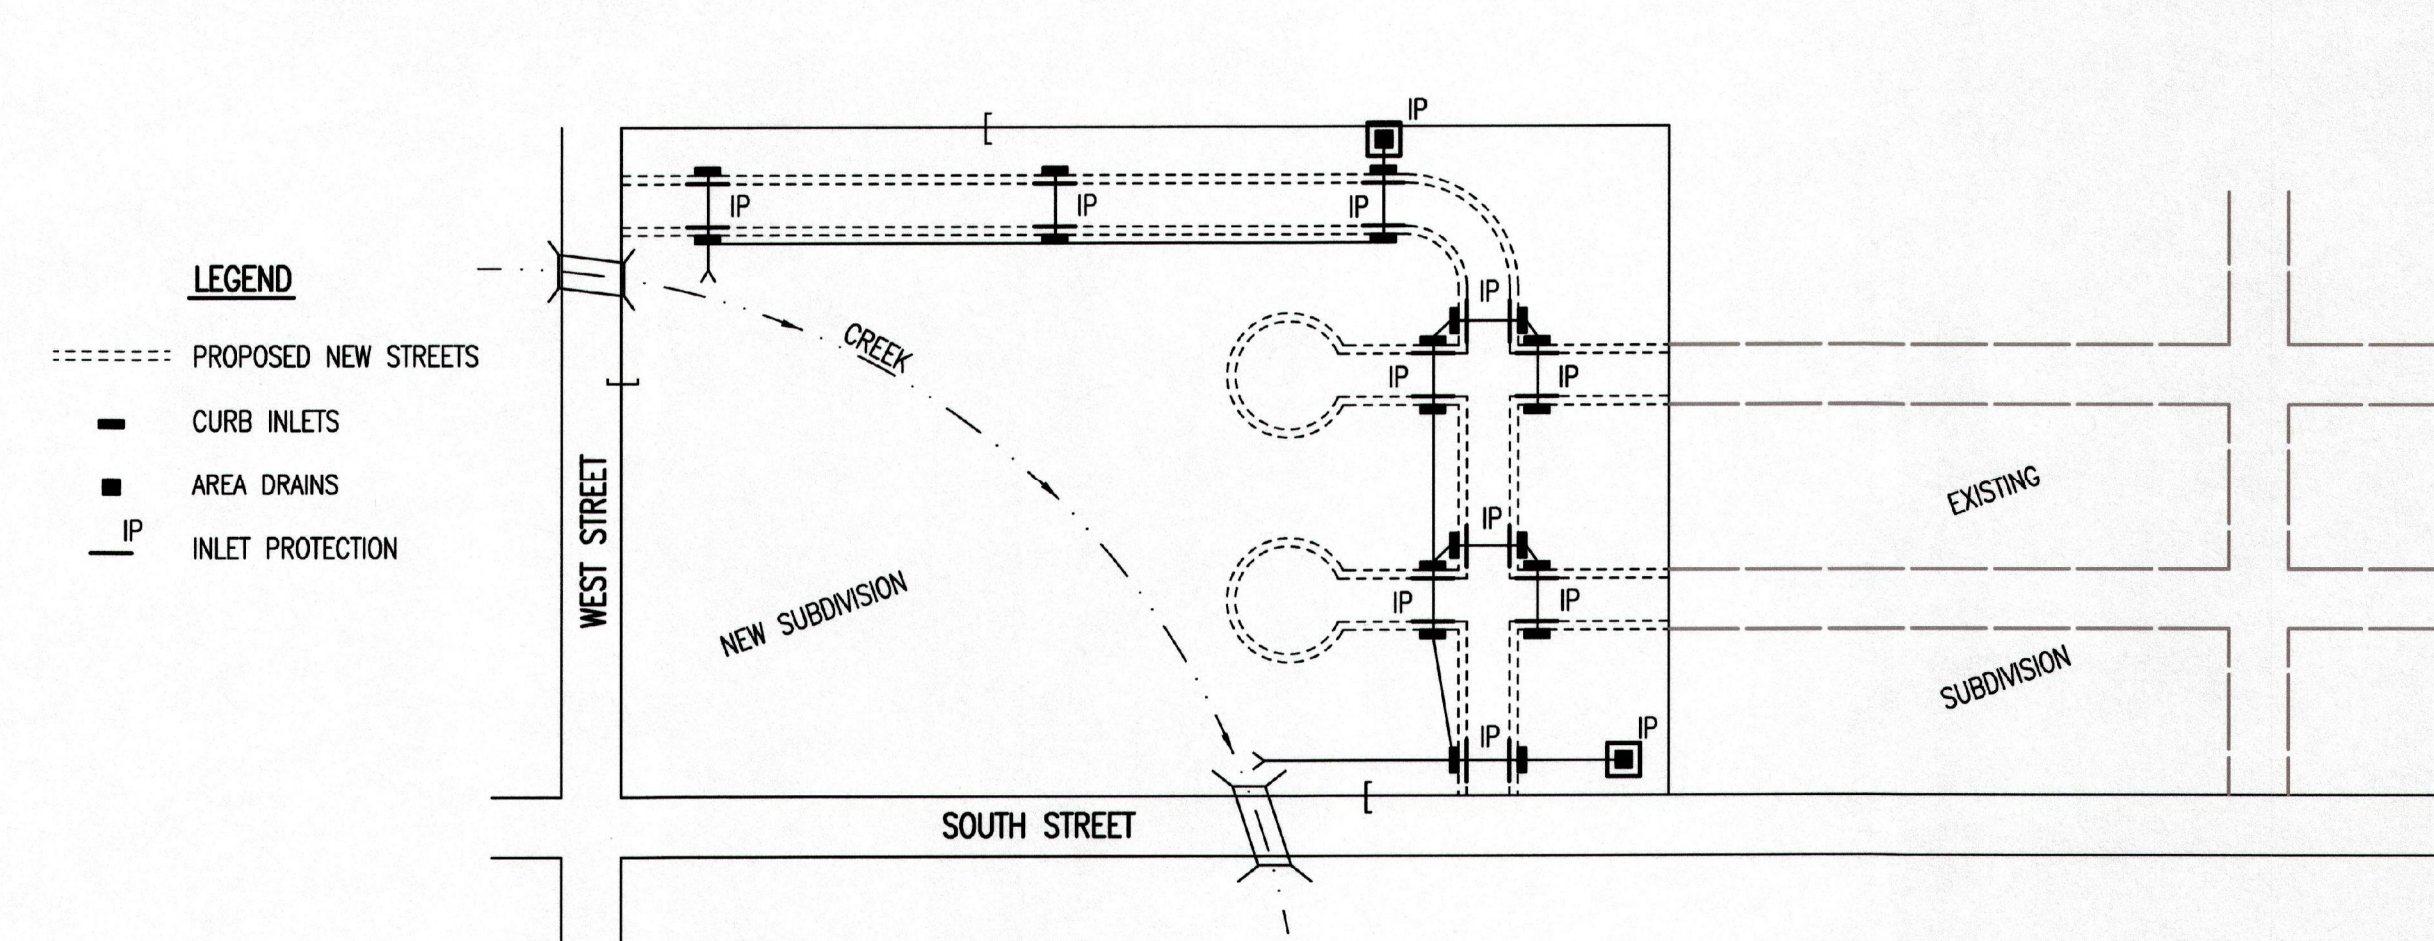 IP
IP
IP
IP
LEGEND
PROPOSED NEW STREETS
CURB INLETS
AREA DRAINS
IP
INLET PROTECTION
CREEK
IP
IP
IP
WEST STREET
NEW SUBDIVISION
EXISTING
IP
IP
IP
SUBDIVISION
IP
IP
SOUTH STREET